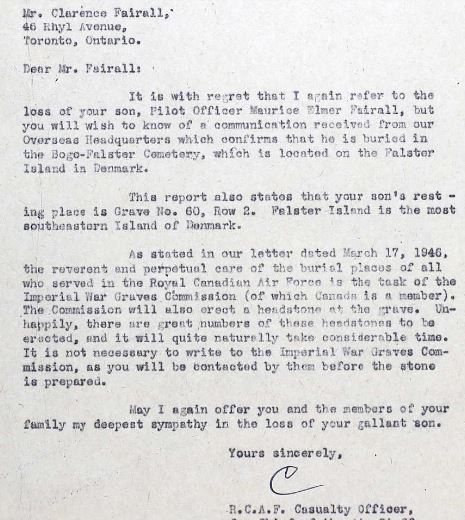 Mr. Clarence Fairall,
46 Rhyl Avenue,
Toronto, Ontario.
Dear Mr. Fairall:
It is with regret that I again refer to the
loss of your son, Pilot Officer Maurice Elmer Fairall, but
you will wish to know of a communication received from our
Overseas Headquarters which confirms that he is buried in
the Bogo-Falster Cemetery, which is located on the Falster
Island in Denmark.
This report also states that your son's rest -
ing place is Grave No. 60, Row 2. Falster Island is the most
southeastern Island of Denmark.
As stated in our letter dated March 17, 1946,
the reverent and perpetual care of the burial places of all
who served in the Royal Canadian Air Force is the task of the
Imperial War Graves Commission (of which Canada is a member).
The Commission will also erect a headstone at the grave. Un-
happily, there are great numbers of these headstones to be
erected, and it will quite naturally take considerable time.
It is not necessary to write to the Imperial War Graves Com-
mission, as you will be contacted by them before the stone
is prepared.
May I again offer you and the members of your
family my deepest sympathy in the loss of your gallant son.
Yours sincerely,
C
R.C.A.F. Casualty Officer,